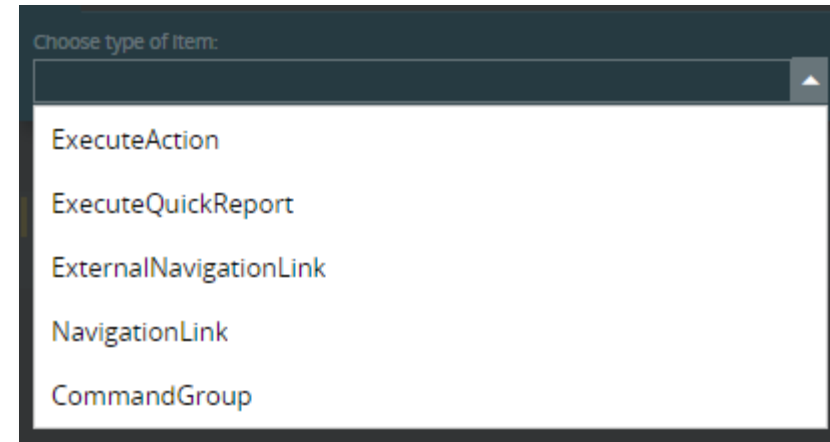 Choose type of Item:
ExecuteAction
ExecuteQuickReport
ExternalNavigationLink
NavigationLink
CommandGroup